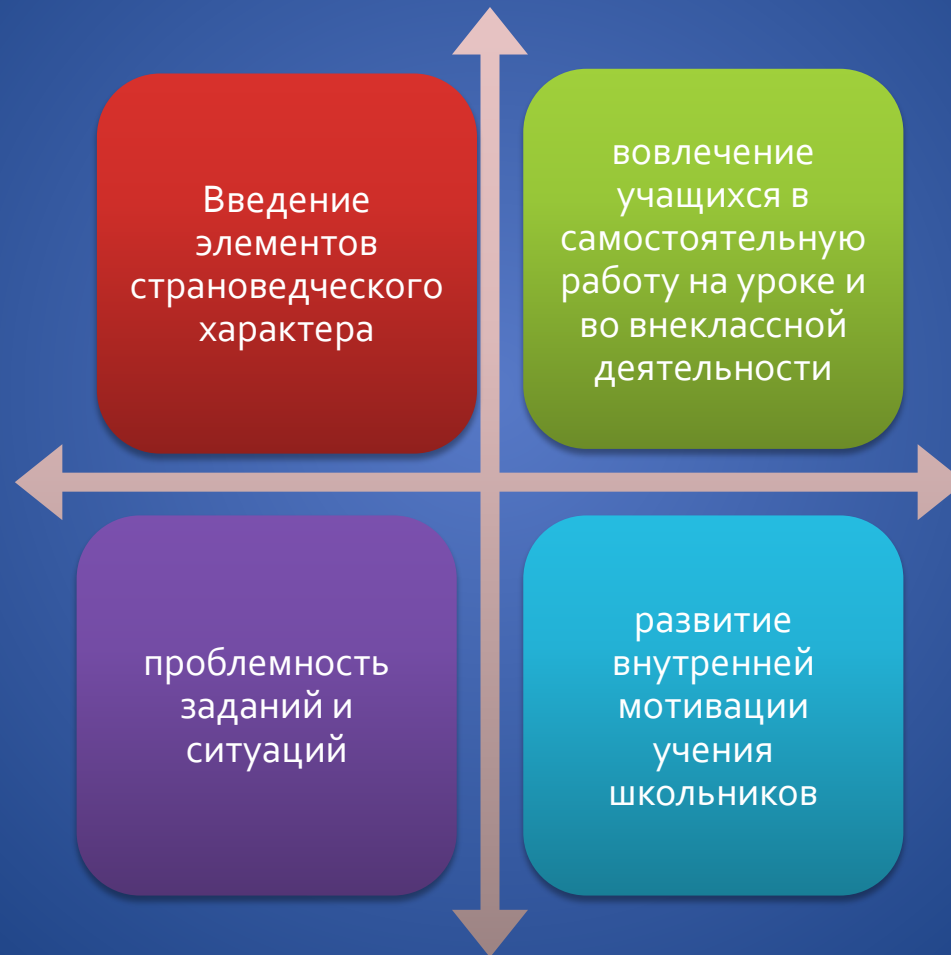 Введение
элементов
страноведческого
характера
вовлечение
учащихся в
самостоятельную
работу на уроке и
во внеклассной
деятельности
проблемность
заданий и
ситуаций
развитие
внутренней
мотивации
учения
школьников